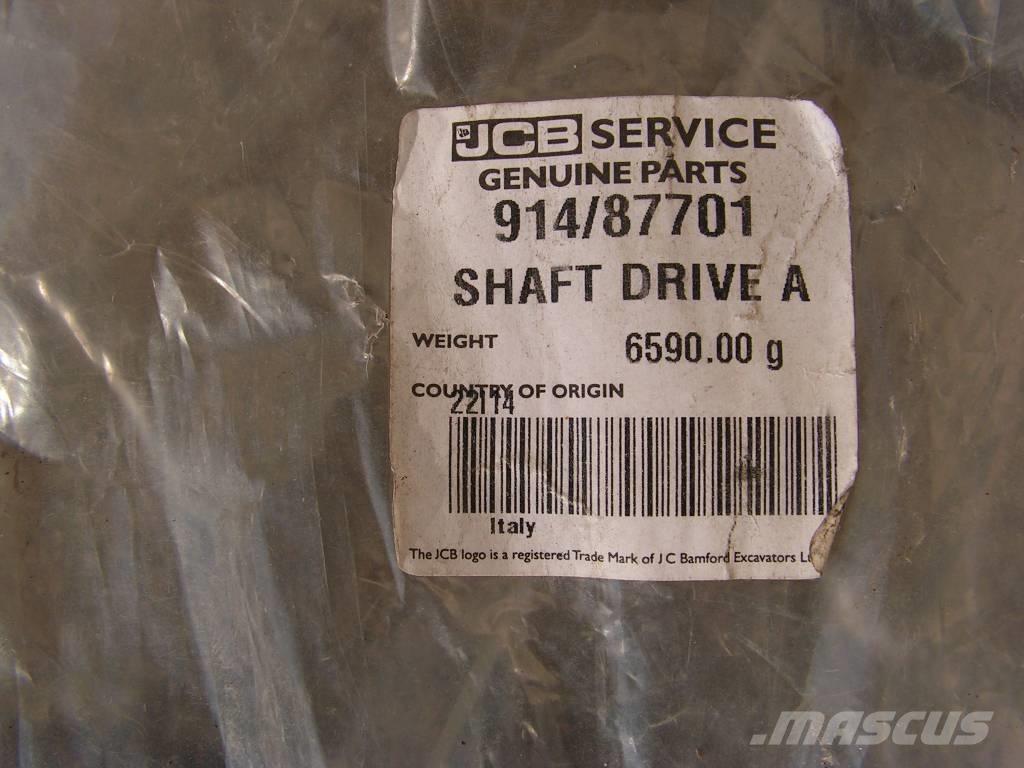 JCB SERVICE
GENUINE PARTS
914/87701
SHAFT DRIVE A
WEIGHT 6590.00 g
COUNTRY OF ORIGIN
22IT4
Italy
The JCB logo is a registered Trade Mark of J C Bamford Excavators
.MASCUS